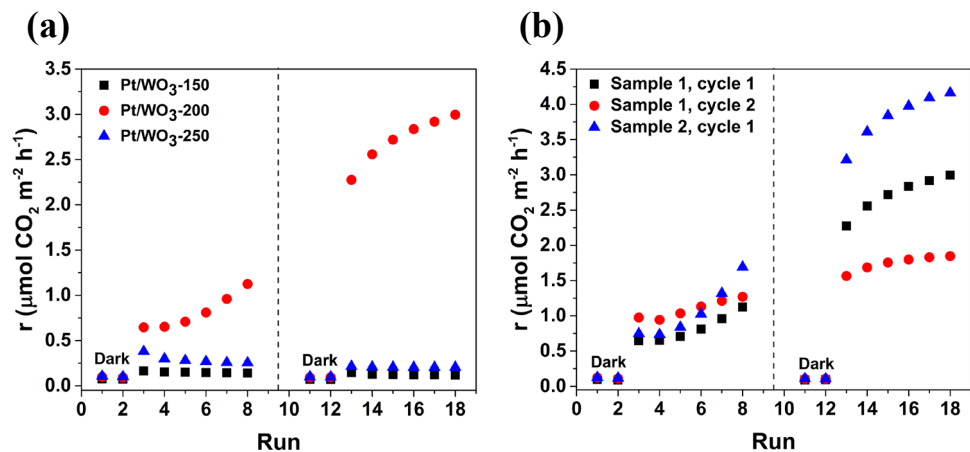 (a)
3.5
3.0
2.5
2.0
1.5
1.0
0.5
0.0
r (μmol CO₂ m⁻² h⁻¹)
Pt/WO₃-150
Pt/WO₃-200
Pt/WO₃-250
Dark
Dark
0 2 4 6 8 10 12 14 16 18
Run
(b)
4.5
4.0
3.5
3.0
2.5
2.0
1.5
1.0
0.5
0.0
r (μmol CO₂ m⁻² h⁻¹)
Sample 1, cycle 1
Sample 1, cycle 2
Sample 2, cycle 1
Dark
Dark
0 2 4 6 8 10 12 14 16 18
Run